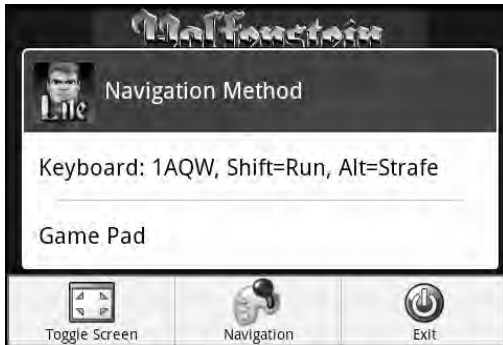 Wolfenstein
Lite
Navigation Method
Keyboard: 1AQW, Shift=Run, Alt=Strafe
Game Pad
Toggle Screen
Navigation
Exit